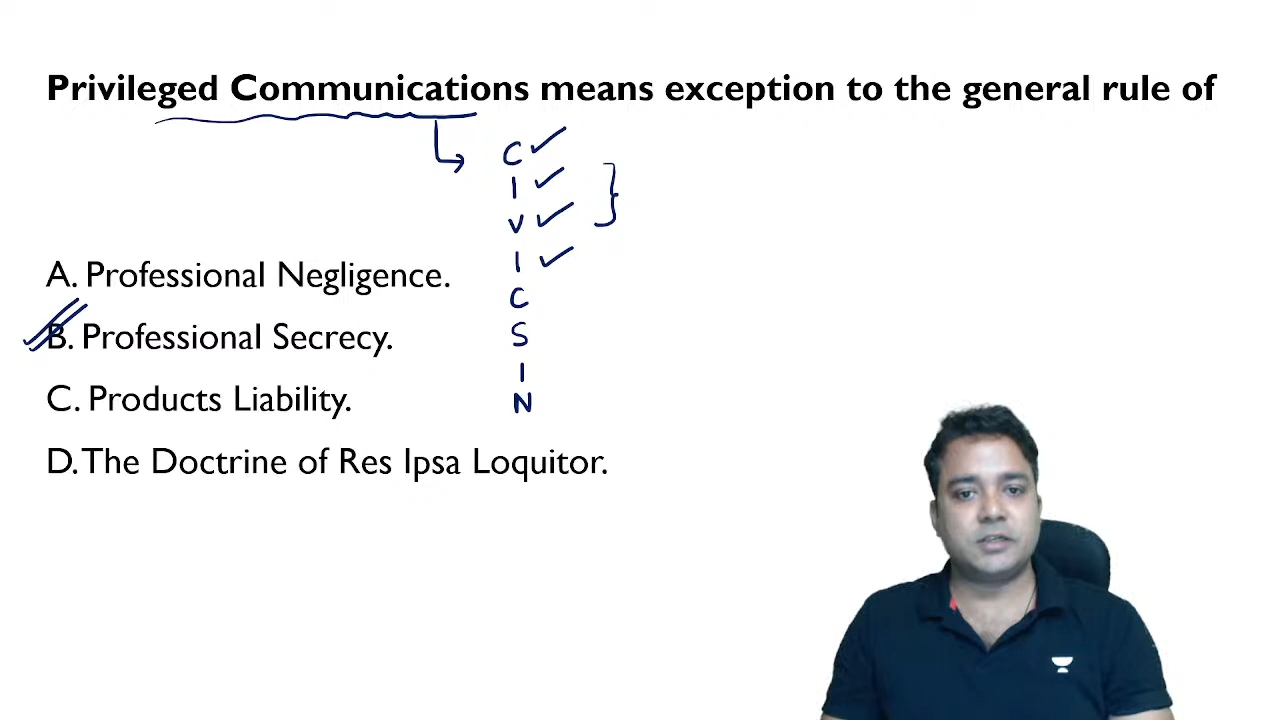 Privileged Communications means exception to the general rule of
C
I
V
I
C
S
I
N
A. Professional Negligence.
B. Professional Secrecy.
C. Products Liability.
D. The Doctrine of Res Ipsa Loquitor.